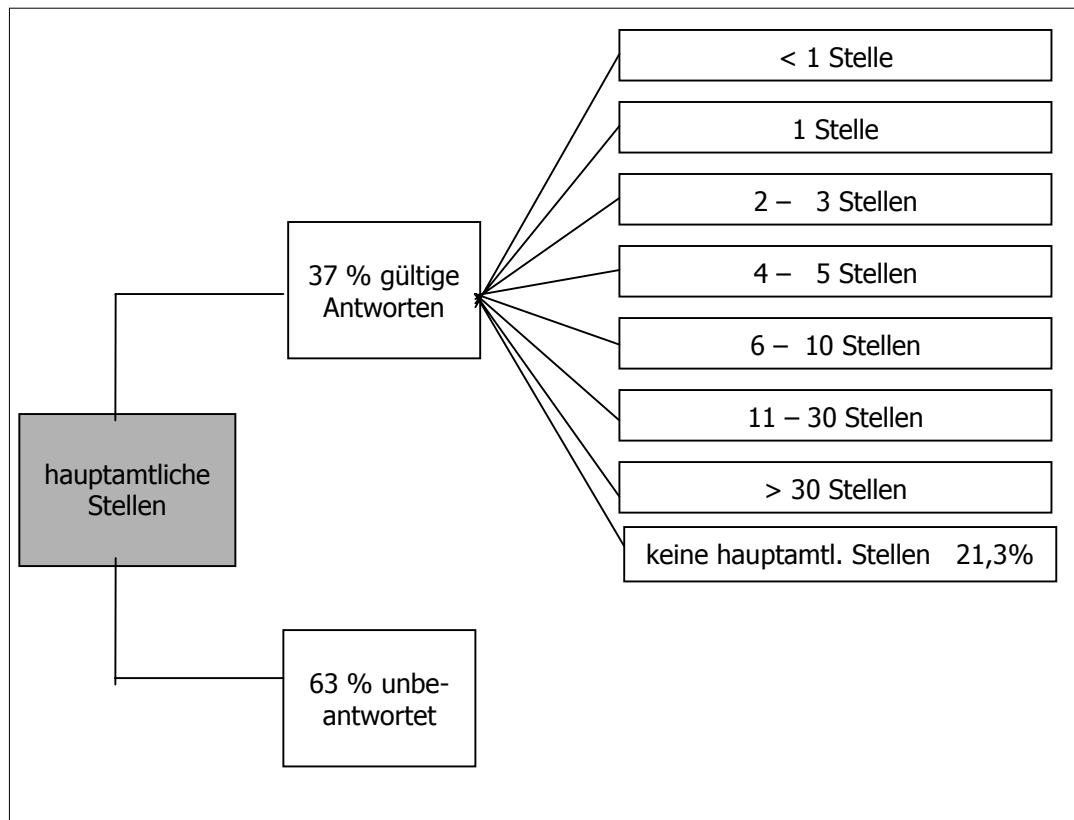 < 1 Stelle
1 Stelle
2 – 3 Stellen
37 % gültige
Antworten
4 – 5 Stellen
6 – 10 Stellen
11 – 30 Stellen
hauptamtliche
Stellen
> 30 Stellen
keine hauptamtl. Stellen 21,3%
63 % unbe-
antwortet